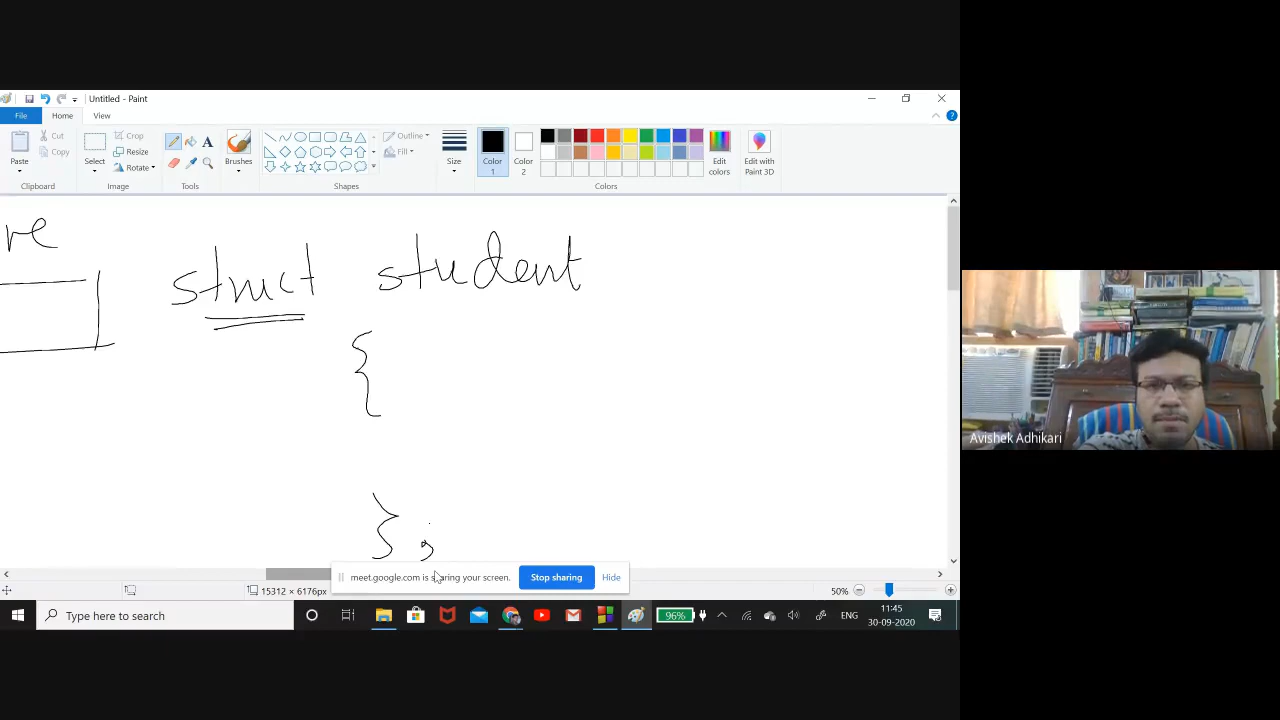 Untitled - Paint
File Home View
Paste
Cut
Copy
Clipboard
Select
Crop
Resize
Rotate
Image
Tools
Brushes
Shapes
Outline
Fill
Size
Color 1
Color 2
Colors
Edit colors
Edit with Paint 3D
re
struct student
{
};
Avishek Adhikari
meet.google.com is sharing your screen. Stop sharing Hide
15312 × 6176px
50%
Type here to search
96%
ENG
11:45
30-09-2020